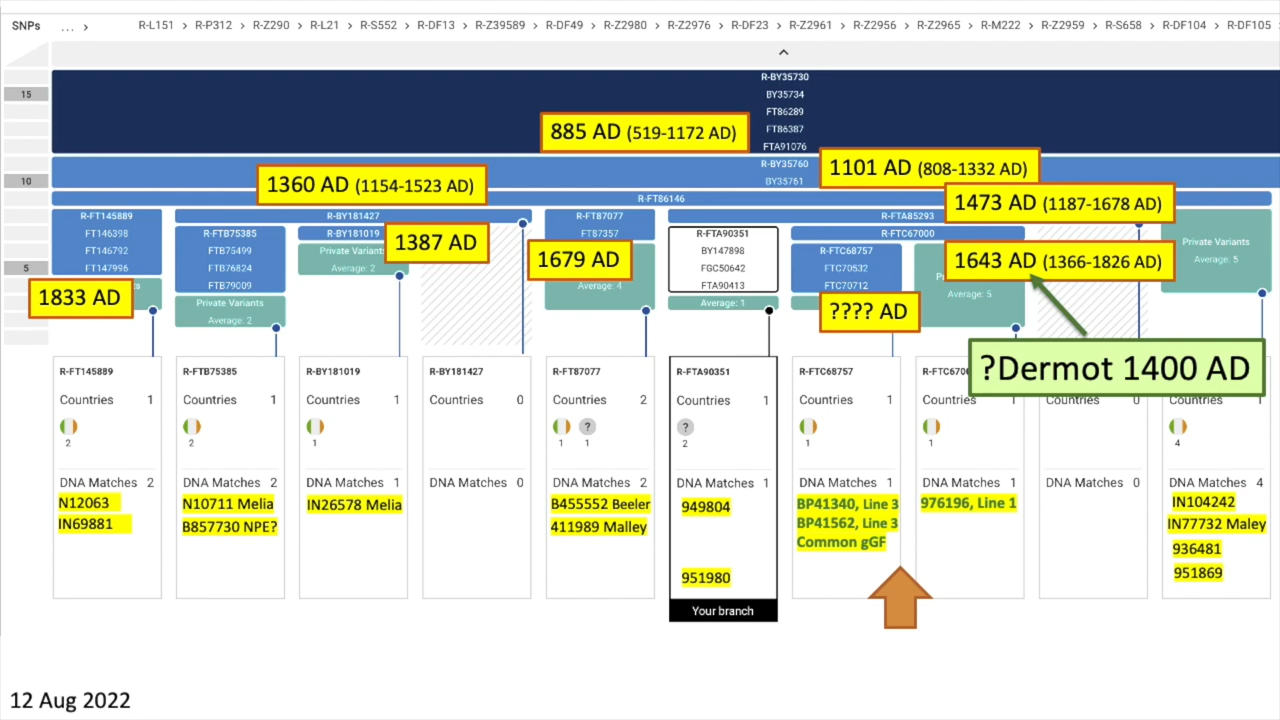 SNPs ... > R-L151 > R-P312 > R-Z290 > R-L21 > R-S552 > R-DF13 > R-Z39589 > R-DF49 > R-Z2980 > R-Z2976 > R-DF23 > R-Z2961 > R-Z2956 > R-Z2965 > R-M222 > R-Z2959 > R-S658 > R-DF104 > R-DF105
R-BY35730
15
BY35734
FT86289
FT86387
885 AD (519-1172 AD)
FTA91076
R-BY35760
1101 AD (808-1332 AD)
10
BY35761
1360 AD (1154-1523 AD)
R-FT86146
1473 AD (1187-1678 AD)
R-FT145889
FT146398
FT146792
FT147996
5
1833 AD
R-BY181427
R-FTB75385
FTB75499
FTB76824
FTB79009
Private Variants
Average: 2
R-BY181019
Private Variants
Average: 2
1387 AD
R-FT87077
FT87357
1679 AD
Average: 4
R-FTA85293
R-FTA90351
BY147898
FGC50642
FTA90413
Average: 1
R-FTC67000
R-FTC68757
FTC70532
FTC70712
???? AD
Average: 5
1643 AD (1366-1826 AD)
Private Variants
Average: 5
?Dermot 1400 AD
R-FT145889
Countries 1
2
DNA Matches 2
N12063
IN69881
R-FTB75385
Countries 1
2
DNA Matches 2
N10711 Melia
B857730 NPE?
R-BY181019
Countries 1
1
DNA Matches 1
IN26578 Melia
R-BY181427
Countries 0
DNA Matches 0
R-FT87077
Countries 2
?
1 1
DNA Matches 2
B455552 Beeler
411989 Malley
R-FTA90351
Countries 1
?
2
DNA Matches 1
949804
951980
Your branch
R-FTC68757
Countries 1
1
DNA Matches 1
BP41340, Line 3
BP41562, Line 3
Common gGF
Countries 1
1
DNA Matches 1
976196, Line 1
Countries 0
DNA Matches 0
Countries 1
4
DNA Matches 4
IN104242
IN77732 Maley
936481
951869
12 Aug 2022